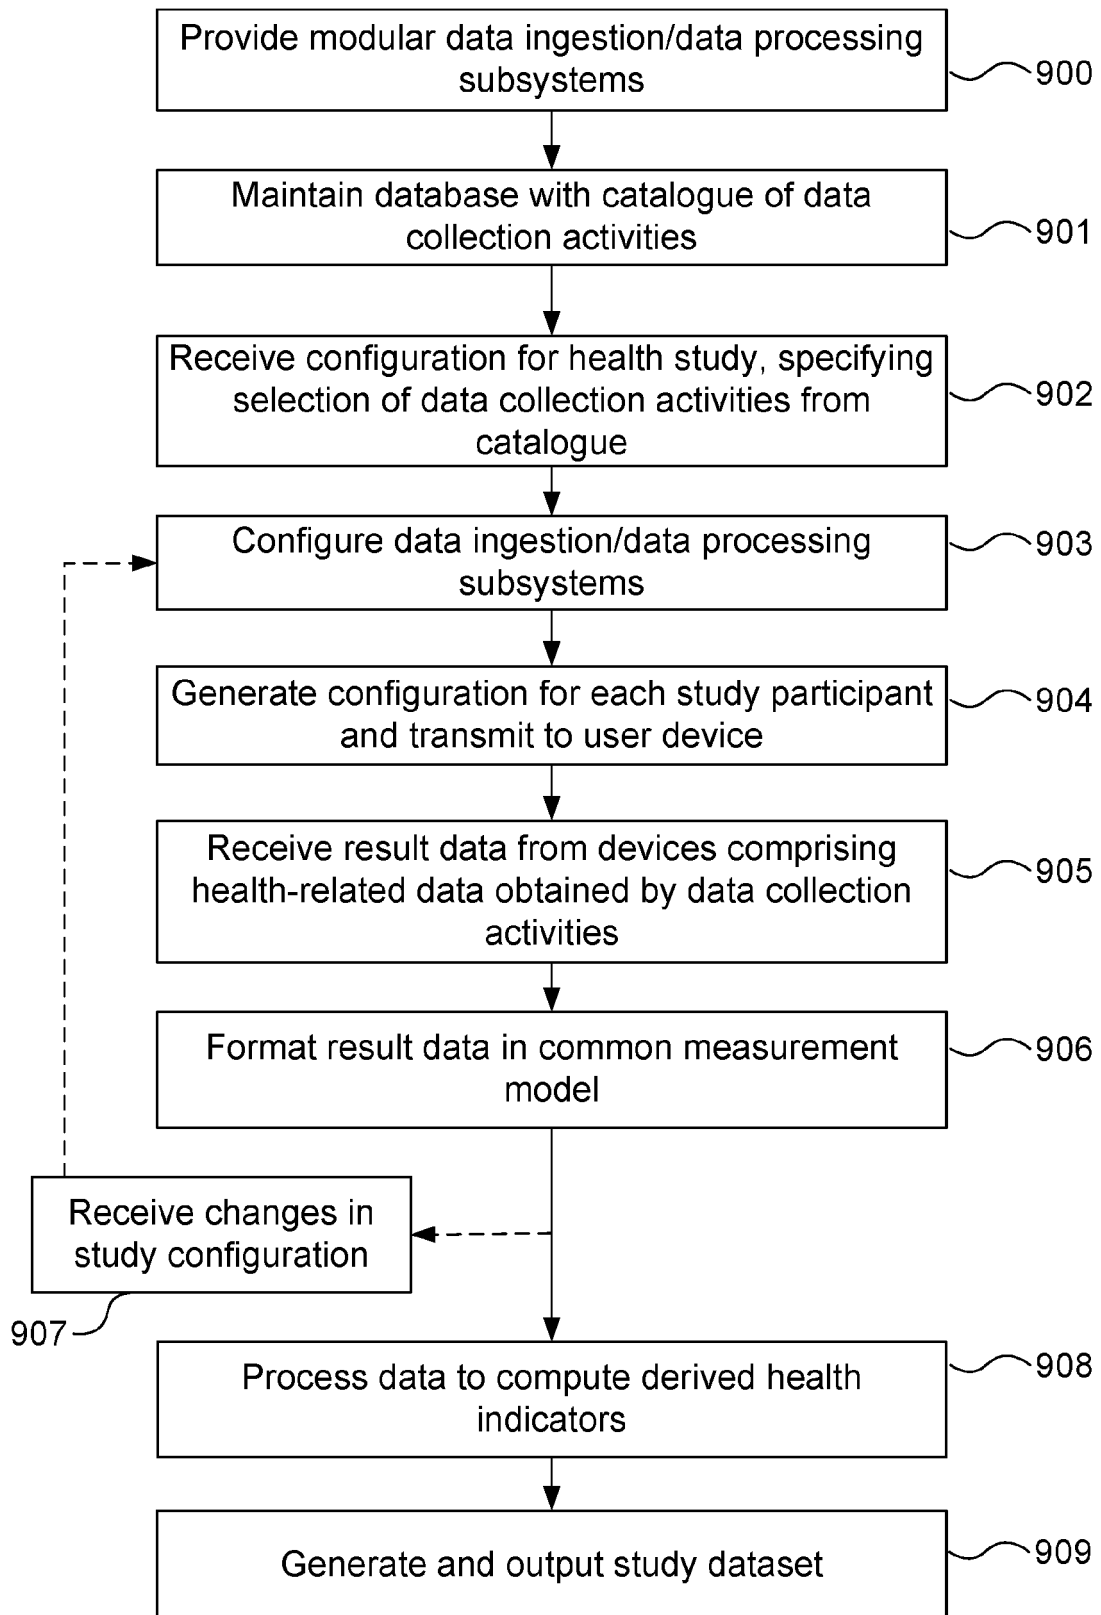 Provide modular data ingestion/data processing
subsystems
900
Maintain database with catalogue of data
collection activities
901
Receive configuration for health study, specifying
selection of data collection activities from
catalogue
902
Configure data ingestion/data processing
subsystems
903
Generate configuration for each study participant
and transmit to user device
904
Receive result data from devices comprising
health-related data obtained by data collection
activities
905
Format result data in common measurement
model
906
Receive changes in
study configuration
907
Process data to compute derived health
indicators
908
Generate and output study dataset
909